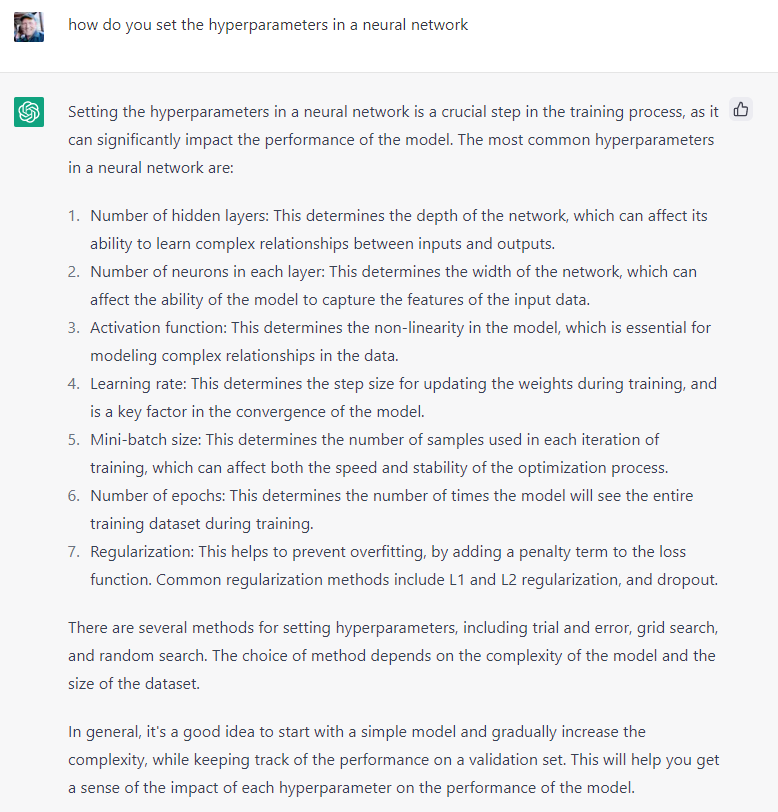 how do you set the hyperparameters in a neural network
Setting the hyperparameters in a neural network is a crucial step in the training process, as it
can significantly impact the performance of the model. The most common hyperparameters
in a neural network are:
1. Number of hidden layers: This determines the depth of the network, which can affect its
ability to learn complex relationships between inputs and outputs.
2. Number of neurons in each layer: This determines the width of the network, which can
affect the ability of the model to capture the features of the input data.
3. Activation function: This determines the non-linearity in the model, which is essential for
modeling complex relationships in the data.
4. Learning rate: This determines the step size for updating the weights during training, and
is a key factor in the convergence of the model.
5. Mini-batch size: This determines the number of samples used in each iteration of
training, which can affect both the speed and stability of the optimization process.
6. Number of epochs: This determines the number of times the model will see the entire
training dataset during training.
7. Regularization: This helps to prevent overfitting, by adding a penalty term to the loss
function. Common regularization methods include L1 and L2 regularization, and dropout.
There are several methods for setting hyperparameters, including trial and error, grid search,
and random search. The choice of method depends on the complexity of the model and the
size of the dataset.
In general, it's a good idea to start with a simple model and gradually increase the
complexity, while keeping track of the performance on a validation set. This will help you get
a sense of the impact of each hyperparameter on the performance of the model.